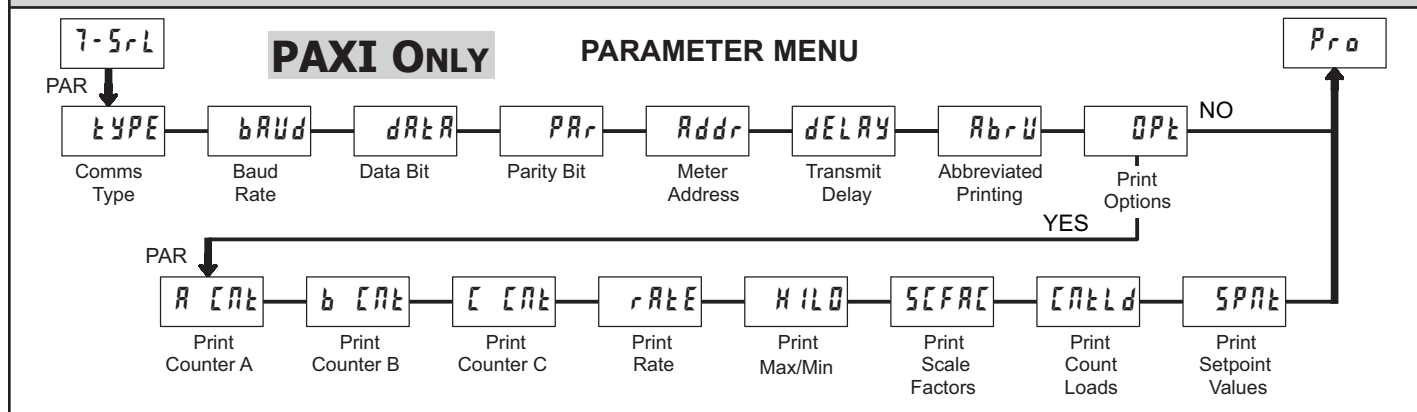 7-SrL
PAXI ONLY
PARAMETER MENU
Pro
PAR
tYPE
bAUd
dAtA
PAr
Addr
dELAY
AbrV
OPt
NO
Comms
Type
Baud
Rate
Data Bit
Parity Bit
Meter
Address
Transmit
Delay
Abbreviated
Printing
Print
Options
YES
PAR
A CNt
b CNt
C CNt
rAtE
HILO
SCFAC
CNtLd
SPNt
Print
Counter A
Print
Counter B
Print
Counter C
Print
Rate
Print
Max/Min
Print
Scale
Factors
Print
Count
Loads
Print
Setpoint
Values